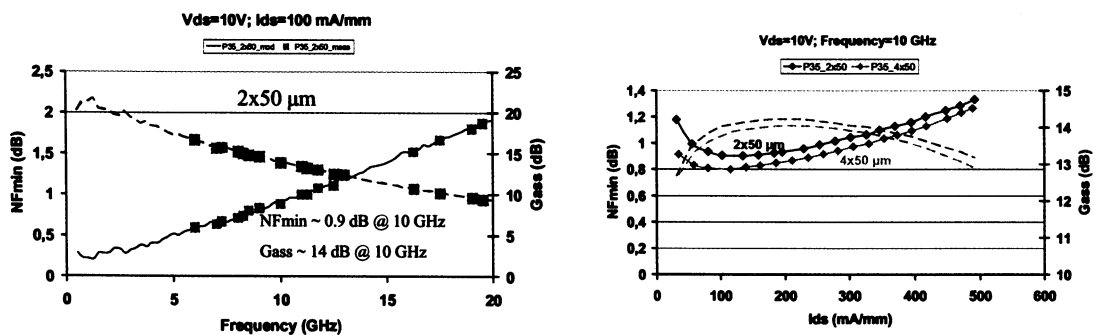 Vds=10V; Ids=100 mA/mm
P35_2x50_mod P35_2x50_meas
2,5
2
1,5
1
0,5
0
25
20
15
10
5
0
NFmin (dB)
Gass (dB)
2x50 µm
NFmin ~ 0.9 dB @ 10 GHz
Gass ~ 14 dB @ 10 GHz
0 5 10 15 20
Frequency (GHz)
Vds=10V; Frequency=10 GHz
P35_2x50 P35_4x50
1,4
1,2
1,0
0,8
0,6
0,4
0,2
0
15
14
13
12
11
10
NFmin (dB)
Gass (dB)
2x50 µm
4x50 µm
0 100 200 300 400 500 600
Ids (mA/mm)